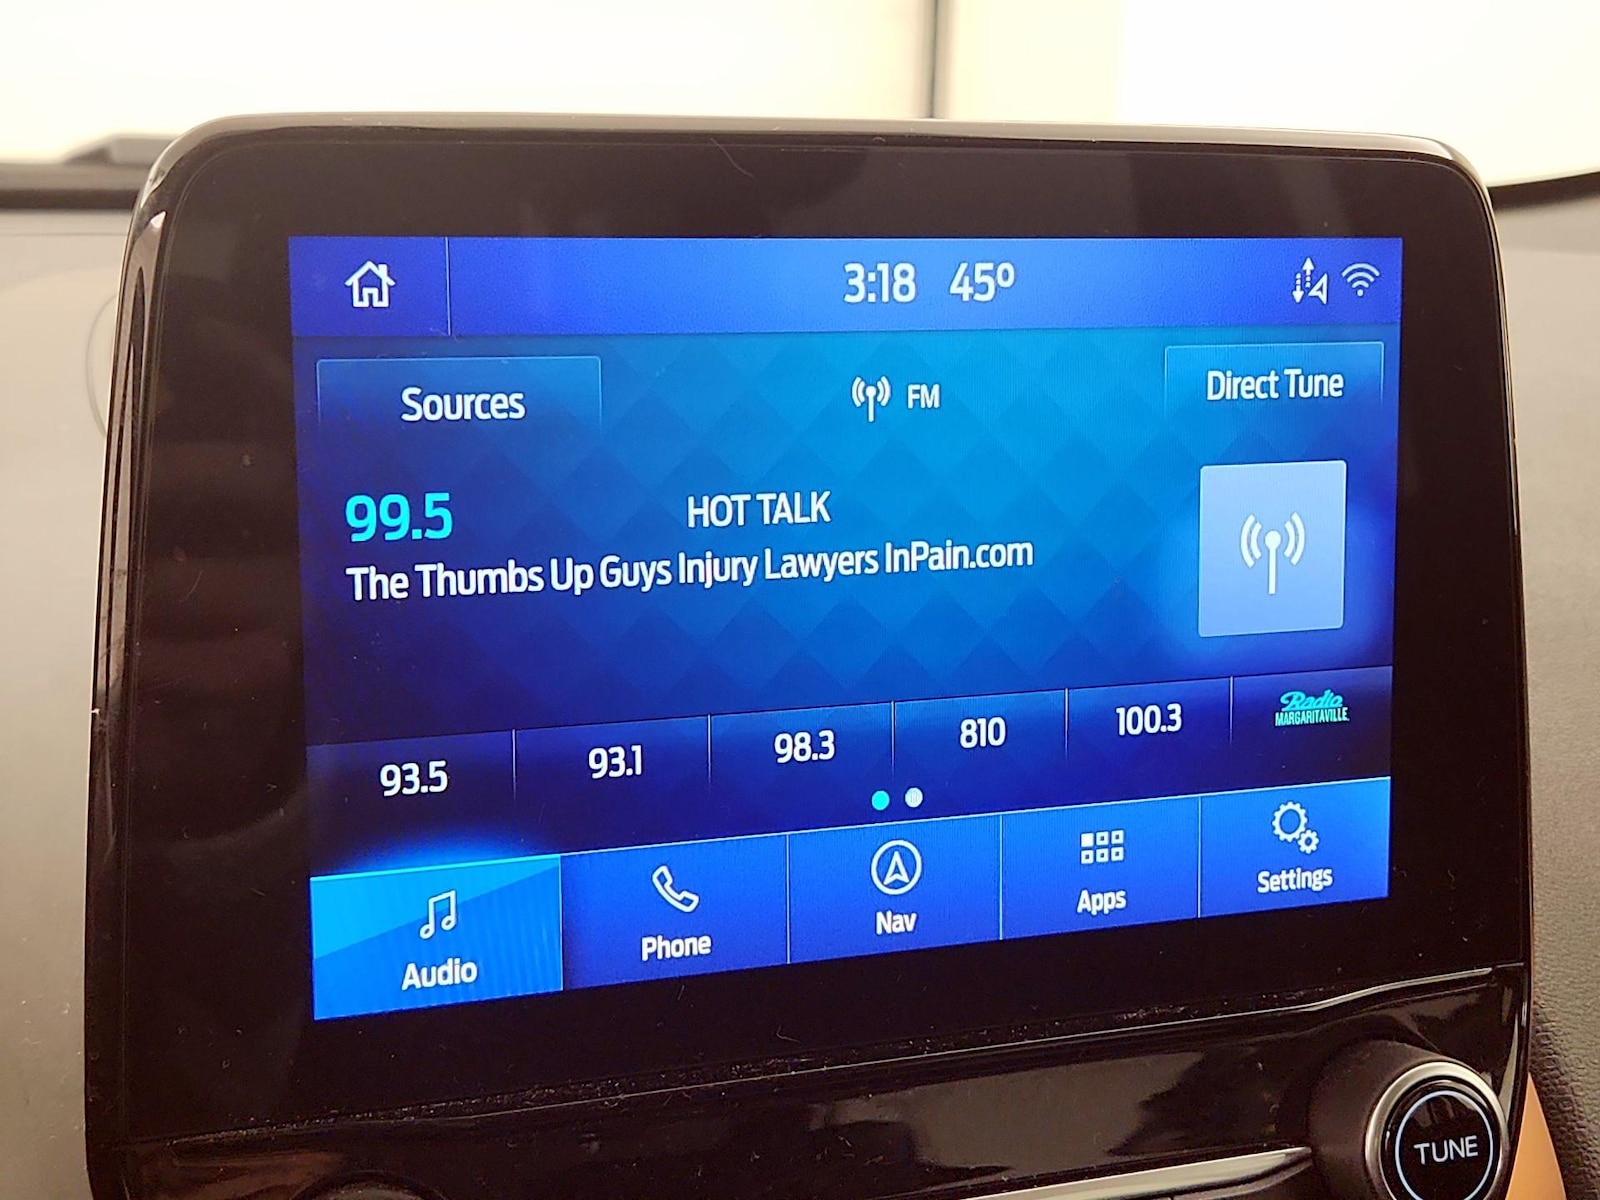 3:18 45º
Sources
FM
Direct Tune
99.5 HOT TALK
The Thumbs Up Guys Injury Lawyers InPain.com
93.5 93.1 98.3 810 100.3
Radio
MARGARITAVILLE
Audio Phone Nav Apps Settings
TUNE